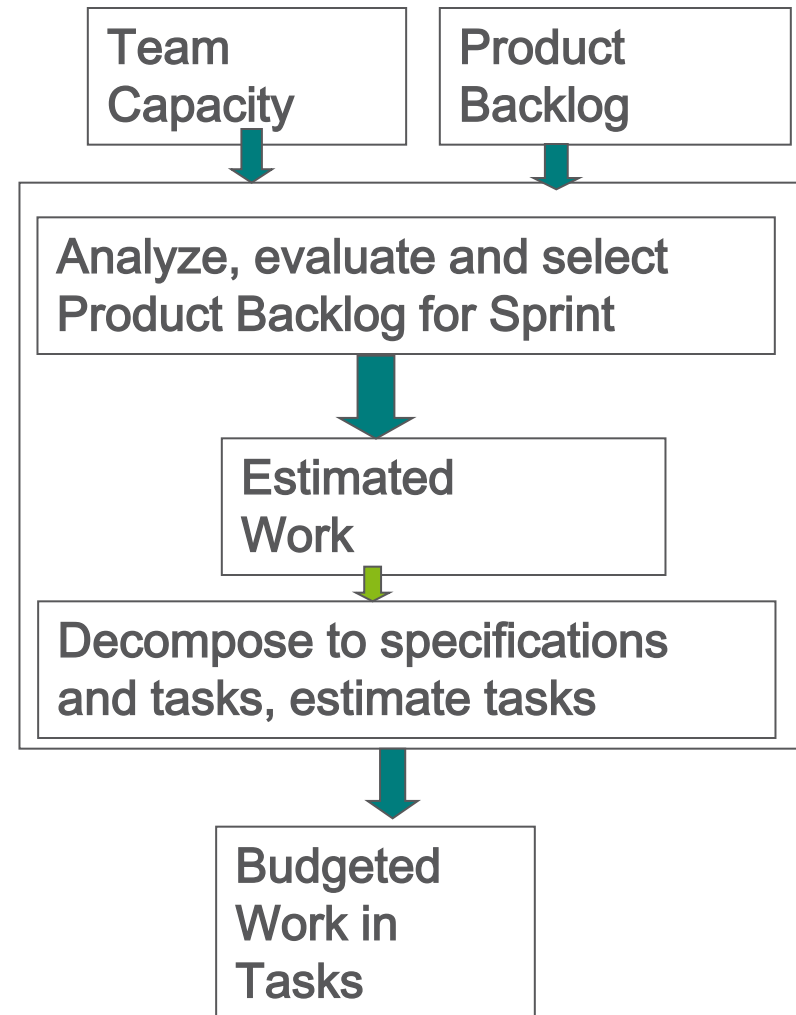 Team
Capacity
Product
Backlog
Analyze, evaluate and select
Product Backlog for Sprint
Estimated
Work
Decompose to specifications
and tasks, estimate tasks
Budgeted
Work in
Tasks